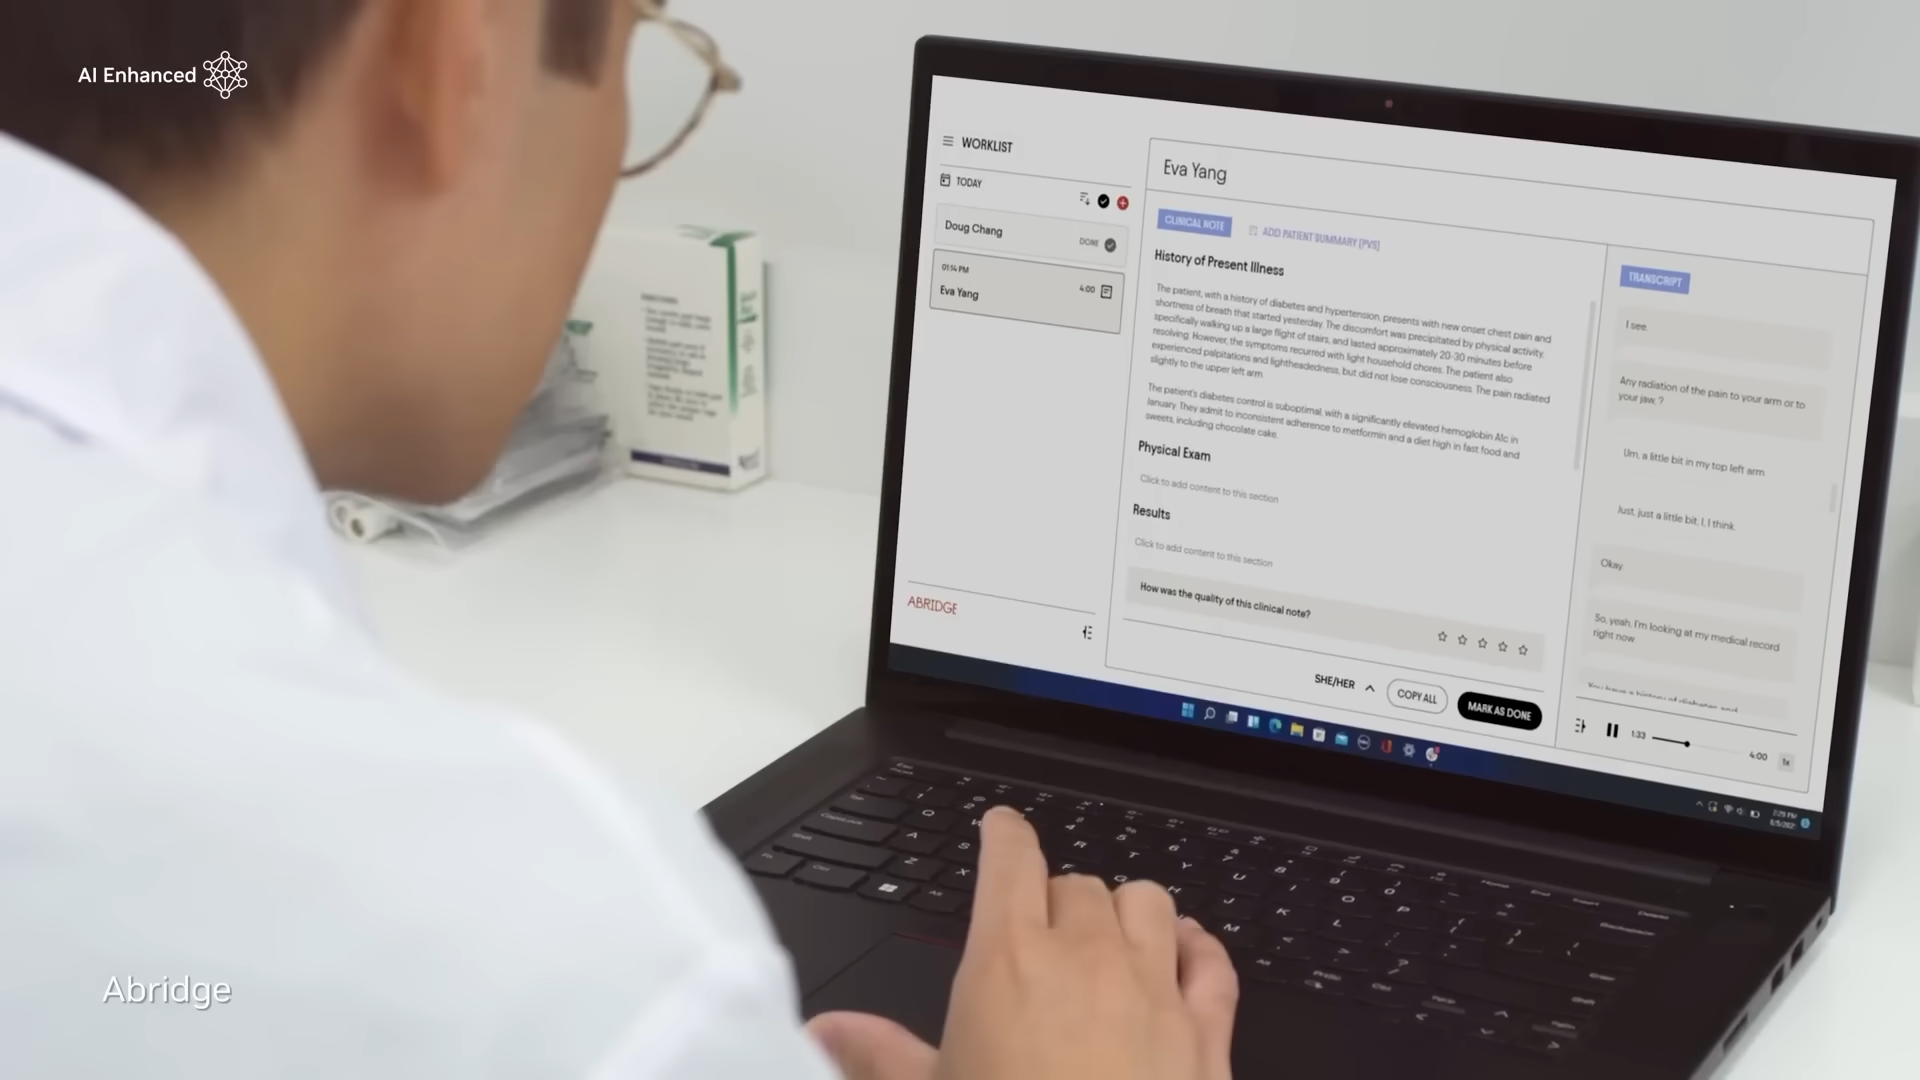 AI Enhanced
WORKLIST
TODAY
Doug Chang
DONE
01:14 PM
Eva Yang
4:00
ABRIDGE
Eva Yang
CLINICAL NOTE
ADD PATIENT SUMMARY (PVS)
History of Present Illness
The patient, with a history of diabetes and hypertension, presents with new onset chest pain and
shortness of breath that started yesterday. The discomfort was precipitated by physical activity,
specifically walking up a large flight of stairs, and lasted approximately 20-30 minutes before
resolving. However, the symptoms recurred with light household chores. The patient also
experienced palpitations and lightheadedness, but did not lose consciousness. The pain radiated
slightly to the upper left arm.
The patient's diabetes control is suboptimal, with a significantly elevated hemoglobin A1c in
January. They admit to inconsistent adherence to metformin and a diet high in fast food and
sweets, including chocolate cake.
Physical Exam
Click to add content to this section
Results
Click to add content to this section
How was the quality of this clinical note?
SHE/HER
COPY ALL
MARK AS DONE
TRANSCRIPT
I see.
Any radiation of the pain to your arm or to
your jaw, ?
Um, a little bit in my top left arm
Just, just a little bit, I, I think.
Okay
So, yeah, I'm looking at my medical record
right now
You have a history of diabetes and
1:33
4:00
1x
Abridge